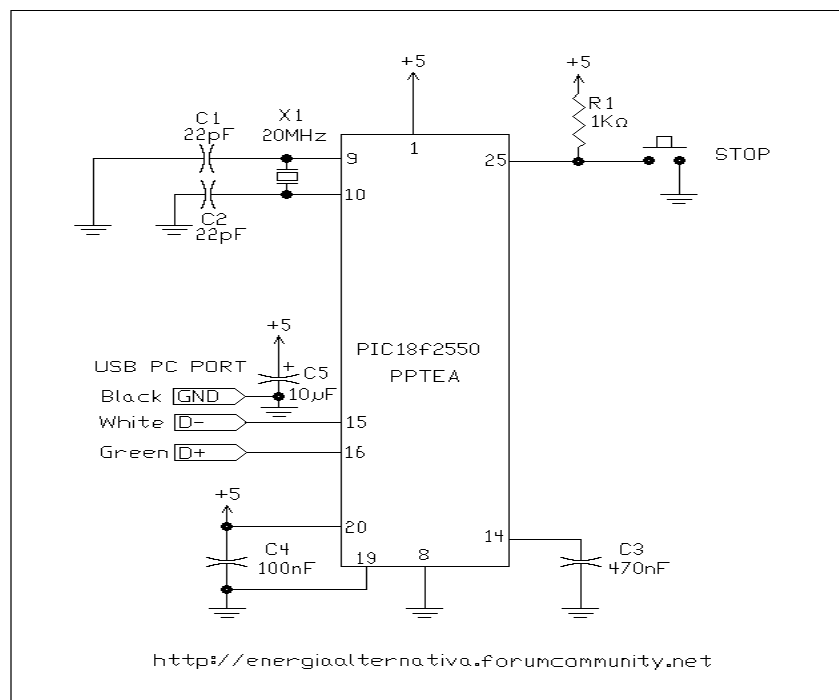 +5
+5
C1
22pF
X1
20MHz
R1
1KΩ
9
1
25
STOP
10
C2
22pF
+5
PIC18f2550
PPTEA
USB PC PORT
+
C5
10µF
Black
GND
White
D-
15
Green
D+
16
+5
20
14
C4
100nF
19
8
C3
470nF
http://energiaalternativa.forumcommunity.net